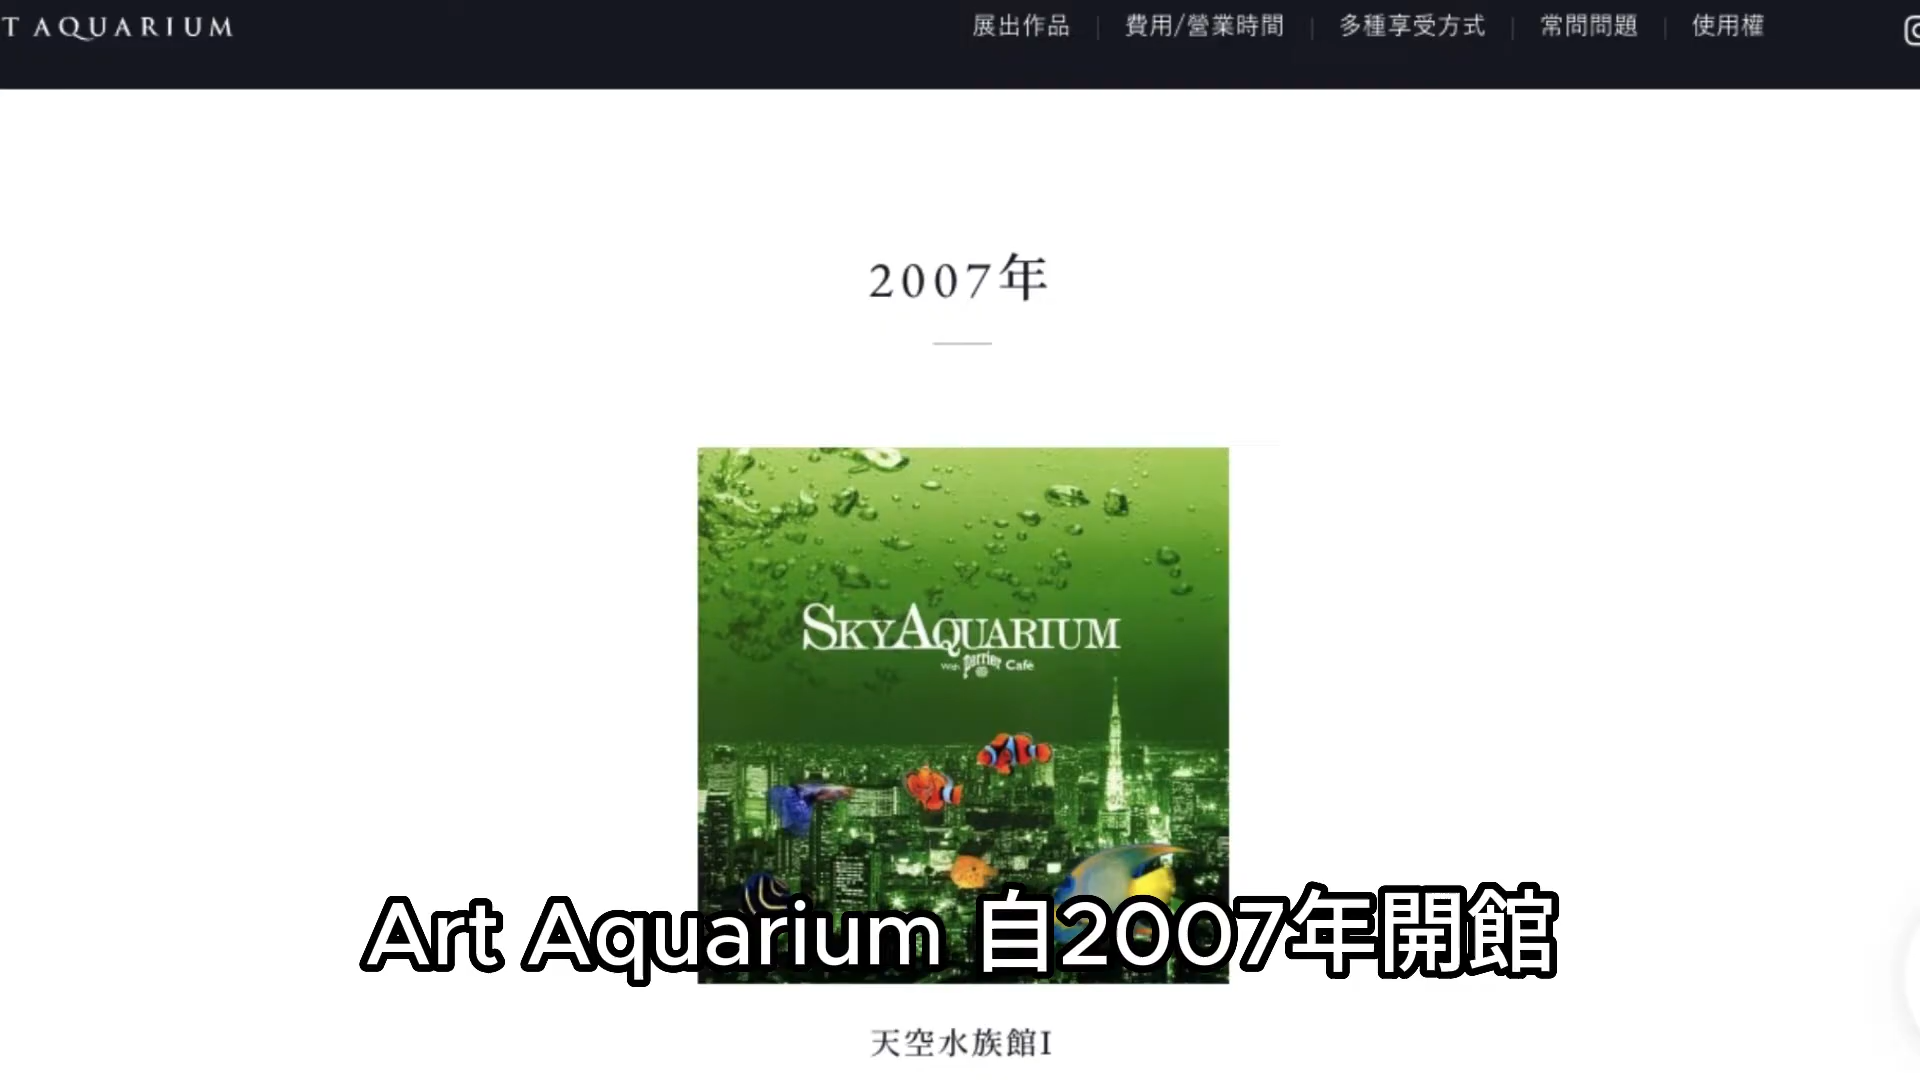 T AQUARIUM
展出作品 | 費用/營業時間 | 多種享受方式 | 常問問題 | 使用權
2007年
SKYAQUARIUM
With perrier Café
Art Aquarium 自2007年開館
天空水族館I